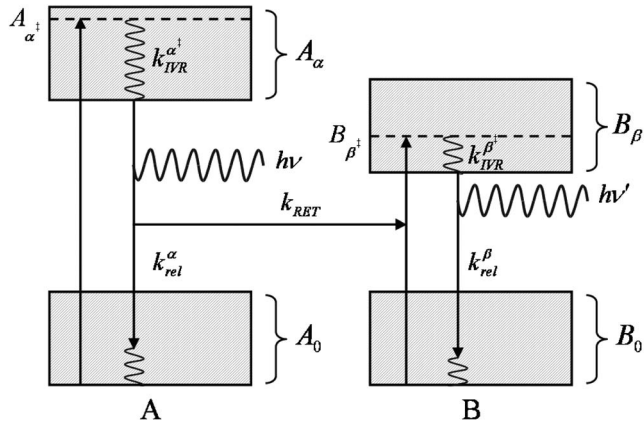 A_{α‡}
k_{IVR}^{α‡}
A_α
B_{β‡}
k_{IVR}^{β‡}
B_β
hν
hν'
k_{RET}
k_{rel}^{α}
k_{rel}^{β}
A_0
B_0
A
B